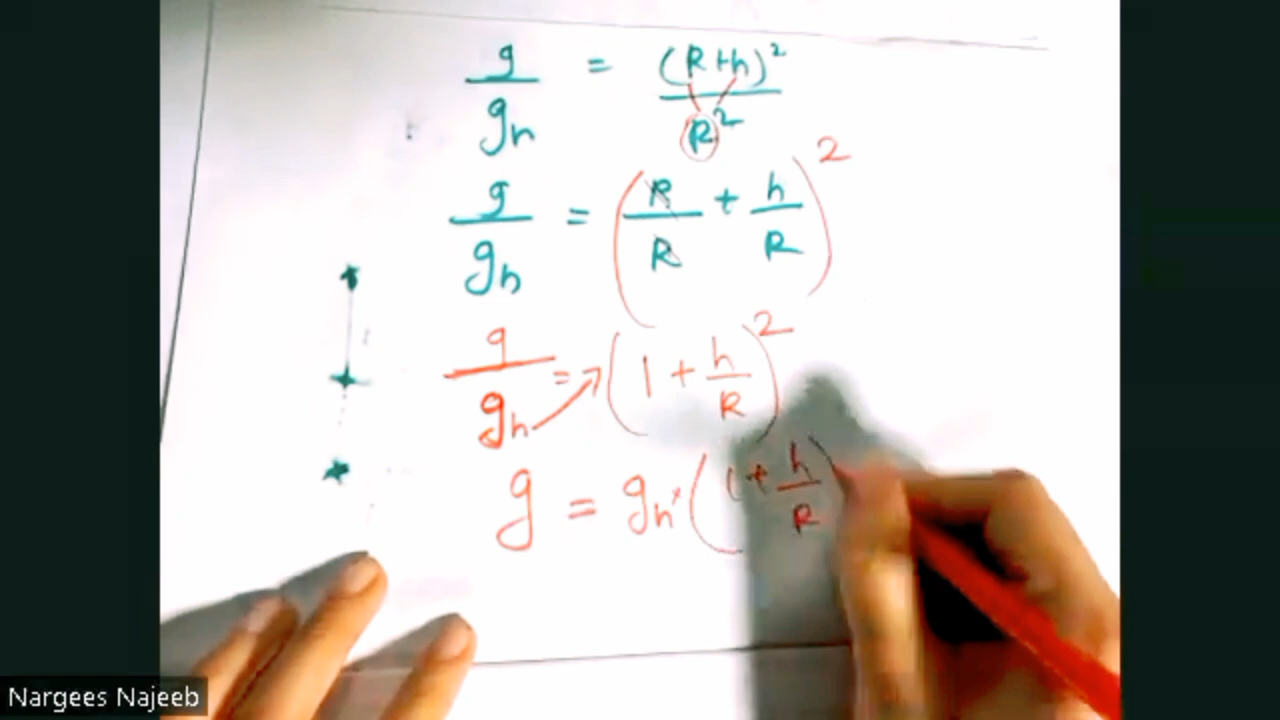 g/gₕ = (R+h)²/R²
g/gₕ = (R/R + h/R)²
g/gₕ = (1 + h/R)²
g = gₕ × (1 + h/R)
Nargees Najeeb